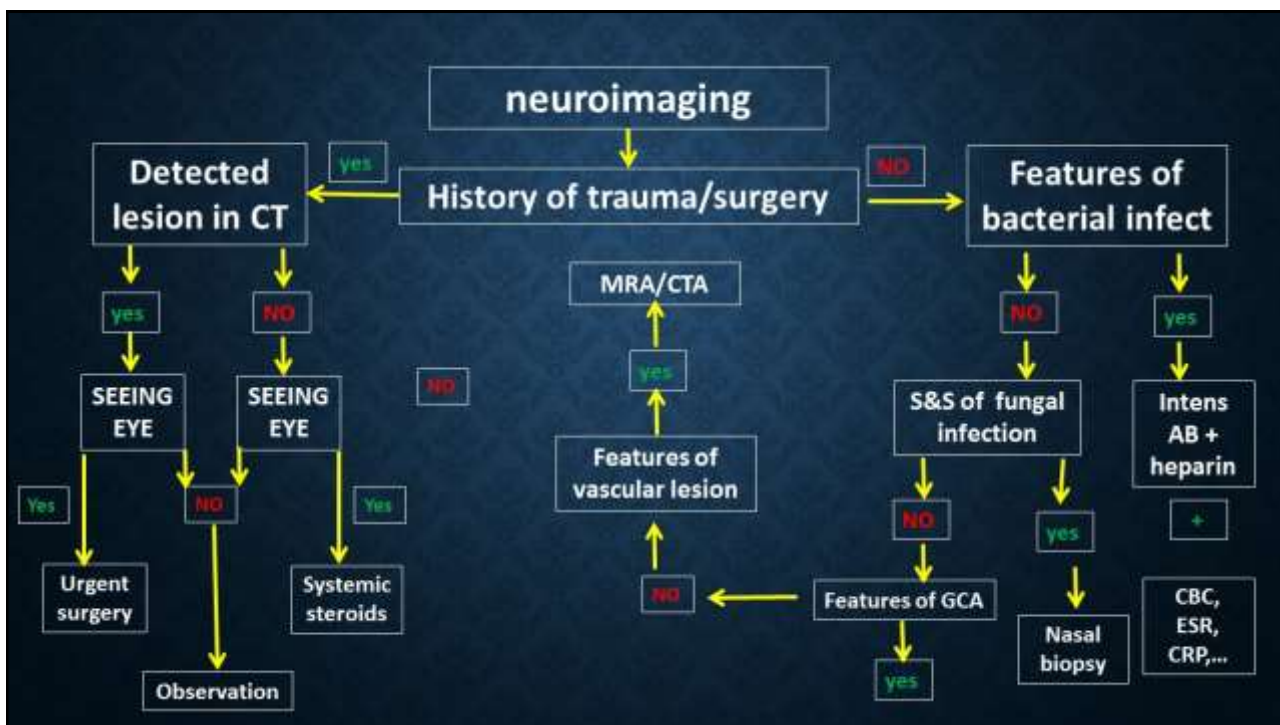 neuroimaging
yes
NO
Detected
lesion in CT
History of trauma/surgery
Features of
bacterial infect
MRA/CTA
yes
NO
NO
yes
yes
SEEING
EYE
SEEING
EYE
NO
S&S of fungal
infection
Intens
AB +
heparin
Features of
vascular lesion
Yes
NO
Yes
NO
yes
+
Urgent
surgery
Systemic
steroids
NO
Features of GCA
Nasal
biopsy
CBC,
ESR,
CRP,...
Observation
yes